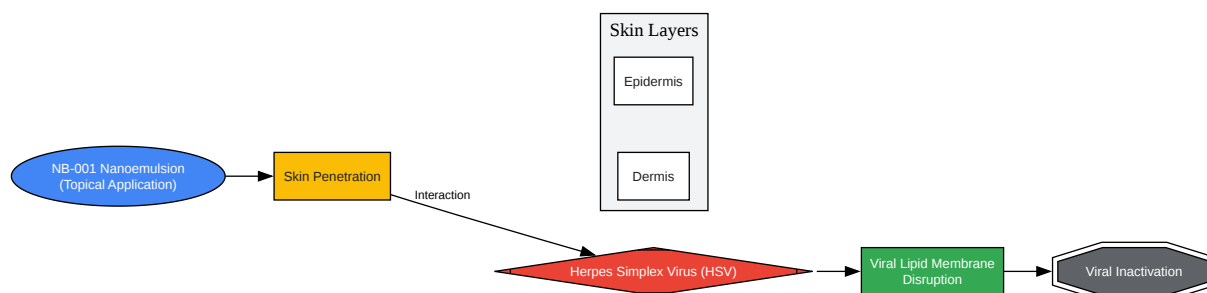 Skin Layers
Epidermis
Dermis
NB-001 Nanoemulsion
(Topical Application)
Skin Penetration
Interaction
Herpes Simplex Virus (HSV)
Viral Lipid Membrane
Disruption
Viral Inactivation